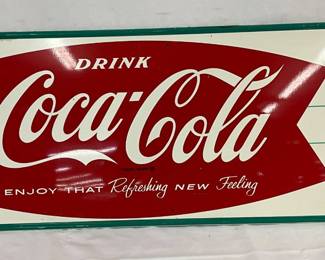 DRINK
Coca-Cola
ENJOY THAT Refreshing NEW Feeling